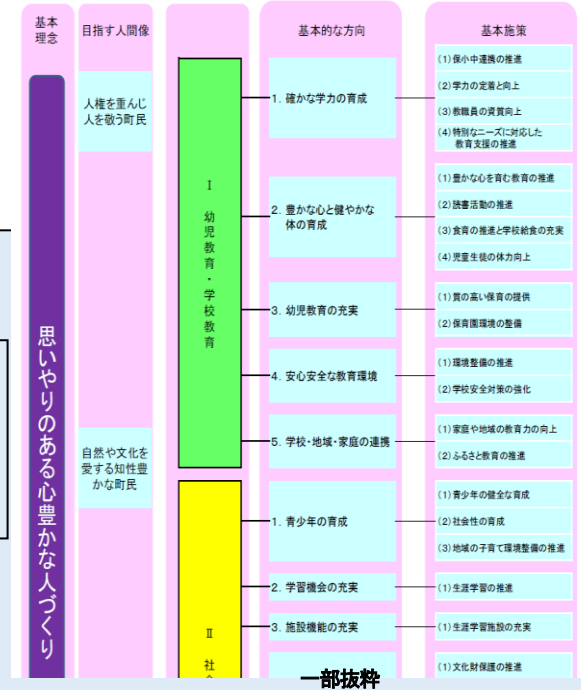 基本
理念
目指す人間像
基本的な方向
基本施策
思いやりのある心豊かな人づくり
人権を重んじ
人を敬う町民
自然や文化を
愛する知性豊
かな町民
Ⅰ 幼児教育・学校教育
1. 確かな学力の育成
(1)保小中連携の推進
(2)学力の定着と向上
(3)教職員の資質向上
(4)特別なニーズに対応した
教育支援の推進
2. 豊かな心と健やかな
体の育成
(1)豊かな心を育む教育の推進
(2)読書活動の推進
(3)食育の推進と学校給食の充実
(4)児童生徒の体力向上
3. 幼児教育の充実
(1)質の高い保育の提供
(2)保育園環境の整備
4. 安心安全な教育環境
(1)環境整備の推進
(2)学校安全対策の強化
5. 学校・地域・家庭の連携
(1)家庭や地域の教育力の向上
(2)ふるさと教育の推進
Ⅱ 社
1. 青少年の育成
(1)青少年の健全な育成
(2)社会性の育成
(3)地域の子育て環境整備の推進
2. 学習機会の充実
(1)生涯学習の推進
3. 施設機能の充実
(1)生涯学習施設の充実
(1)文化財保護の推進
一部抜粋